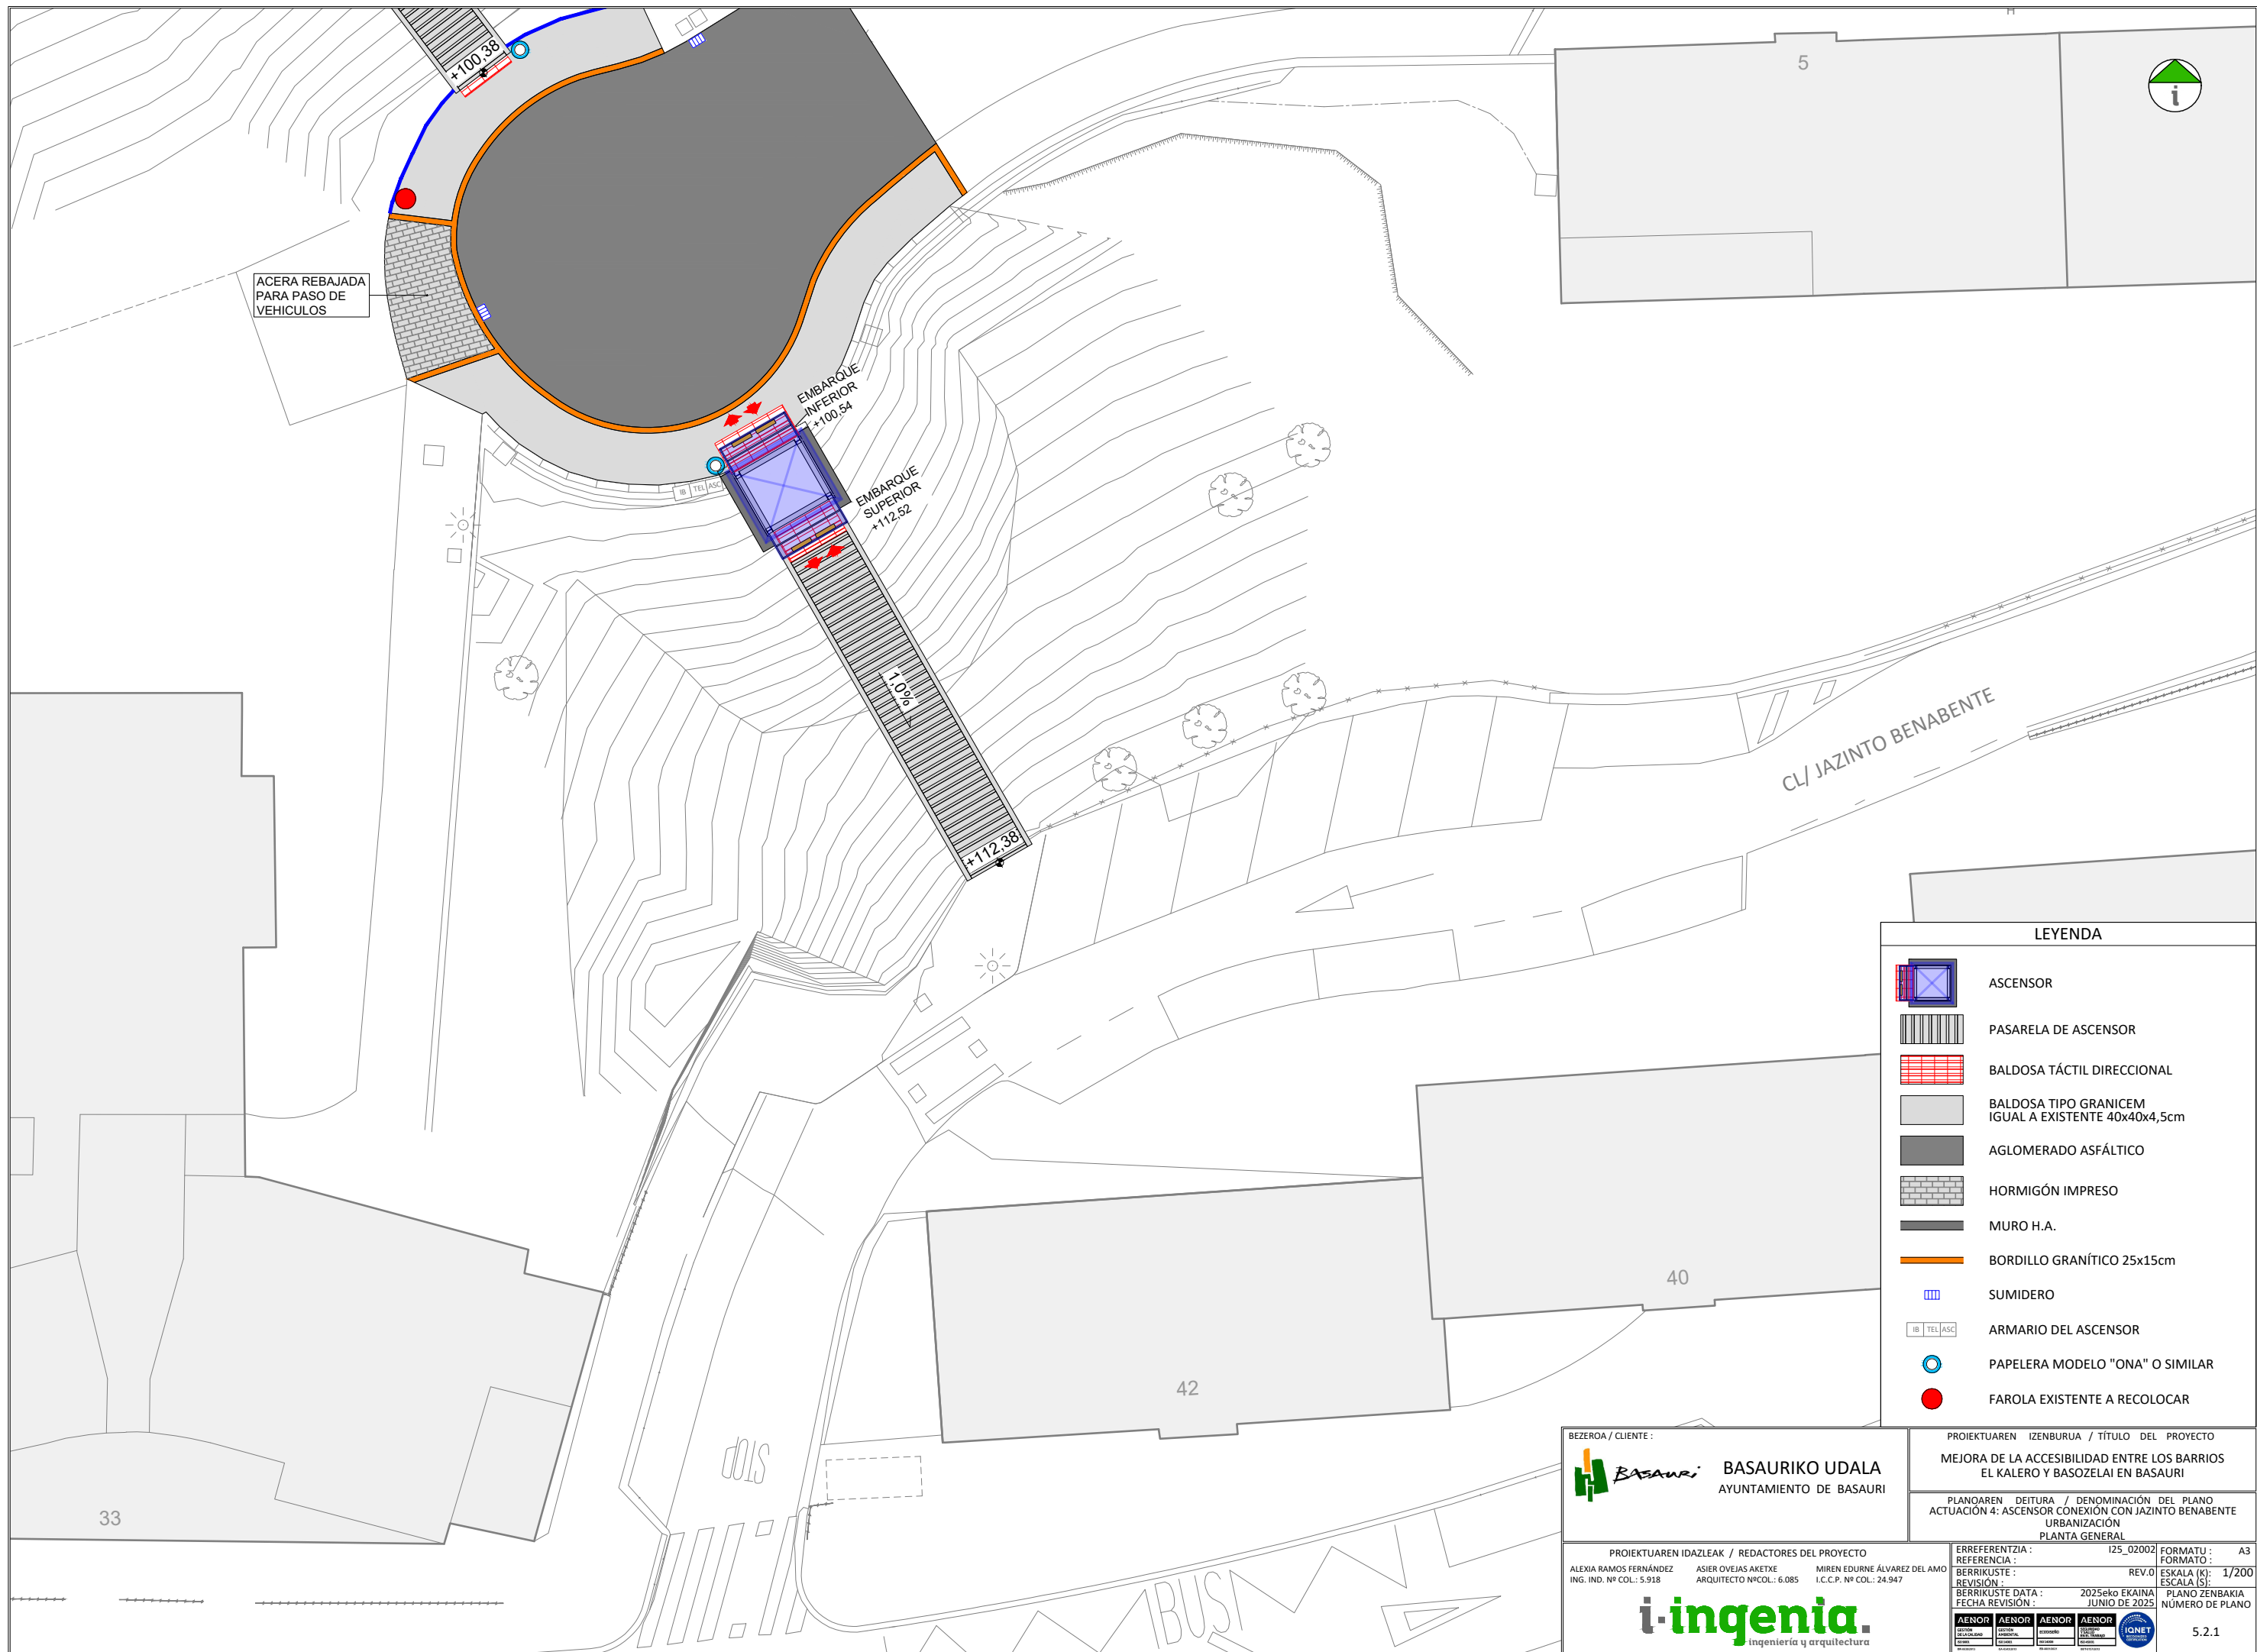 +100,38
5
i
ACERA REBAJADA
PARA PASO DE
VEHICULOS
EMBARQUE
INFERIOR
+100,54
IB TEL ASC
EMBARQUE
SUPERIOR
+112,52
1,0%
+112,38
CL/ JAZINTO BENABENTE
40
42
33
STOP
BUS
LEYENDA
ASCENSOR
PASARELA DE ASCENSOR
BALDOSA TÁCTIL DIRECCIONAL
BALDOSA TIPO GRANICEM
IGUAL A EXISTENTE 40x40x4,5cm
AGLOMERADO ASFÁLTICO
HORMIGÓN IMPRESO
MURO H.A.
BORDILLO GRANÍTICO 25x15cm
SUMIDERO
IB TEL ASC
ARMARIO DEL ASCENSOR
PAPELERA MODELO "ONA" O SIMILAR
FAROLA EXISTENTE A RECOLOCAR
BEZEROA / CLIENTE :
BASAURI
BASAURIKO UDALA
AYUNTAMIENTO DE BASAURI
PROIEKTUAREN IZENBURUA / TÍTULO DEL PROYECTO
MEJORA DE LA ACCESIBILIDAD ENTRE LOS BARRIOS
EL KALERO Y BASOZELAI EN BASAURI
PLANOAREN DEITURA / DENOMINACIÓN DEL PLANO
ACTUACIÓN 4: ASCENSOR CONEXIÓN CON JAZINTO BENABENTE
URBANIZACIÓN
PLANTA GENERAL
PROIEKTUAREN IDAZLEAK / REDACTORES DEL PROYECTO
ALEXIA RAMOS FERNÁNDEZ
ING. IND. Nº COL.: 5.918
ASIER OVEJAS AKETXE
ARQUITECTO NºCOL.: 6.085
MIREN EDURNE ÁLVAREZ DEL AMO
I.C.C.P. Nº COL.: 24.947
i-ingenia.
ingeniería y arquitectura
ERREFERENTZIA :
REFERENCIA :
I25_02002
FORMATU :
FORMATO :
A3
BERRIKUSTE :
REVISIÓN :
REV.0
ESKALA (K):
ESCALA (S):
1/200
BERRIKUSTE DATA :
FECHA REVISIÓN :
2025eko EKAINA
JUNIO DE 2025
PLANO ZENBAKIA
NÚMERO DE PLANO
5.2.1
AENOR AENOR AENOR AENOR
IQNET